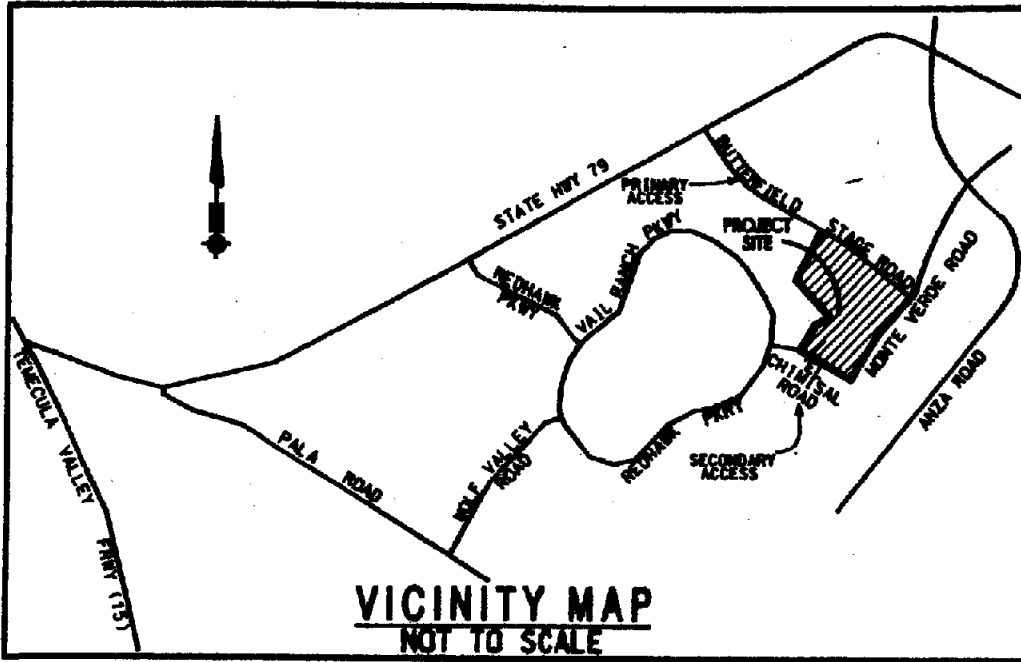 STATE HWY 79
BUTTERFIELD
STAGE ROAD
PRIMARY
ACCESS
PROJECT
SITE
REDHAWK
PKWY
VAIL RANCH PKWY
MONTE VERDE ROAD
ANZA ROAD
CHIMISAL
ROAD
REDHAWK PKWY
SECONDARY
ACCESS
WOLF VALLEY
ROAD
PALA ROAD
TEMECULA VALLEY FRWY (15)
VICINITY MAP
NOT TO SCALE